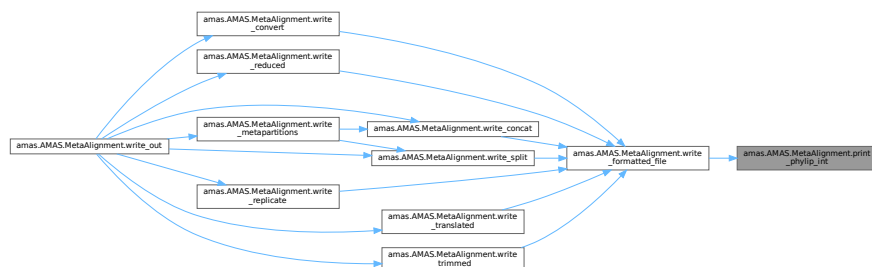 amas.AMAS.MetaAlignment.write
_convert
amas.AMAS.MetaAlignment.write
_reduced
amas.AMAS.MetaAlignment.write
_metapartitions
amas.AMAS.MetaAlignment.write_concat
amas.AMAS.MetaAlignment.write_out
amas.AMAS.MetaAlignment.write_split
amas.AMAS.MetaAlignment.write
_formatted_file
amas.AMAS.MetaAlignment.print
_phylip_int
amas.AMAS.MetaAlignment.write
_replicate
amas.AMAS.MetaAlignment.write
_translated
amas.AMAS.MetaAlignment.write
trimmed